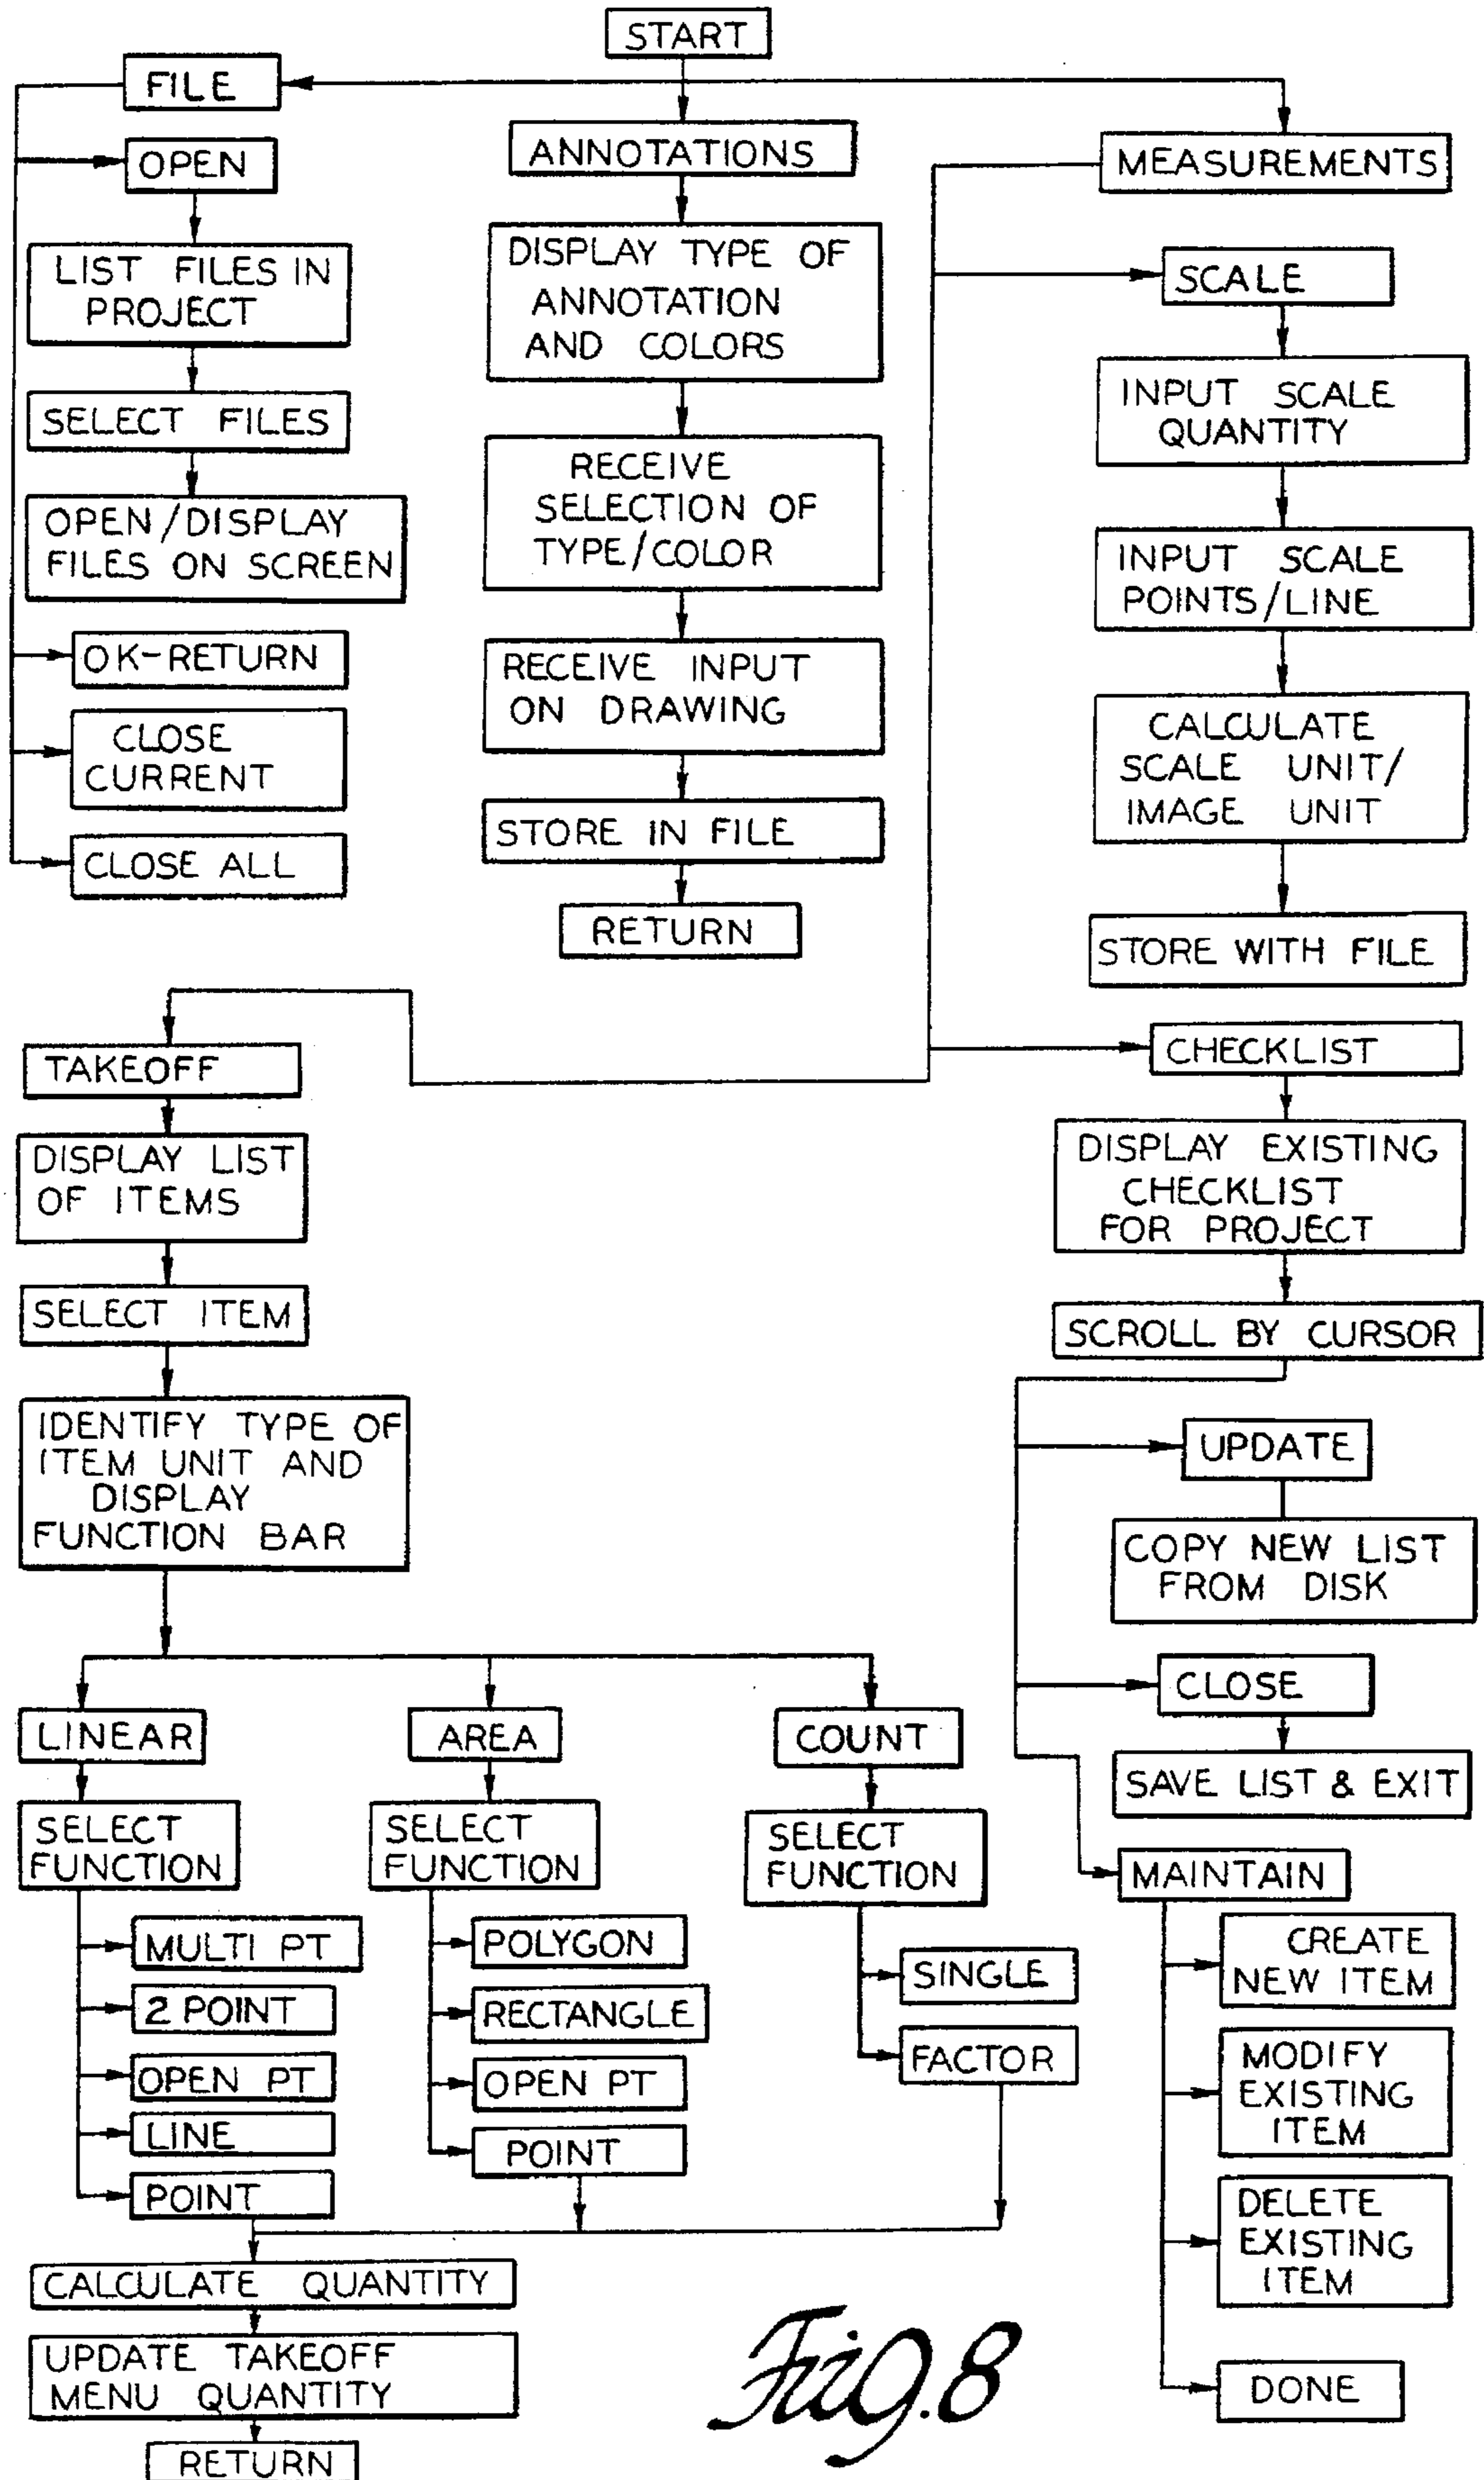 START
FILE
OPEN
LIST FILES IN
PROJECT
SELECT FILES
OPEN/DISPLAY
FILES ON SCREEN
OK-RETURN
CLOSE
CURRENT
CLOSE ALL
ANNOTATIONS
DISPLAY TYPE OF
ANNOTATION
AND COLORS
RECEIVE
SELECTION OF
TYPE/COLOR
RECEIVE INPUT
ON DRAWING
STORE IN FILE
RETURN
MEASUREMENTS
SCALE
INPUT SCALE
QUANTITY
INPUT SCALE
POINTS/LINE
CALCULATE
SCALE UNIT/
IMAGE UNIT
STORE WITH FILE
CHECKLIST
DISPLAY EXISTING
CHECKLIST
FOR PROJECT
SCROLL BY CURSOR
UPDATE
COPY NEW LIST
FROM DISK
CLOSE
SAVE LIST & EXIT
MAINTAIN
CREATE
NEW ITEM
MODIFY
EXISTING
ITEM
DELETE
EXISTING
ITEM
DONE
TAKEOFF
DISPLAY LIST
OF ITEMS
SELECT ITEM
IDENTIFY TYPE OF
ITEM UNIT AND
DISPLAY
FUNCTION BAR
LINEAR
SELECT
FUNCTION
MULTI PT
2 POINT
OPEN PT
LINE
POINT
AREA
SELECT
FUNCTION
POLYGON
RECTANGLE
OPEN PT
POINT
COUNT
SELECT
FUNCTION
SINGLE
FACTOR
CALCULATE QUANTITY
UPDATE TAKEOFF
MENU QUANTITY
RETURN
Fig. 8